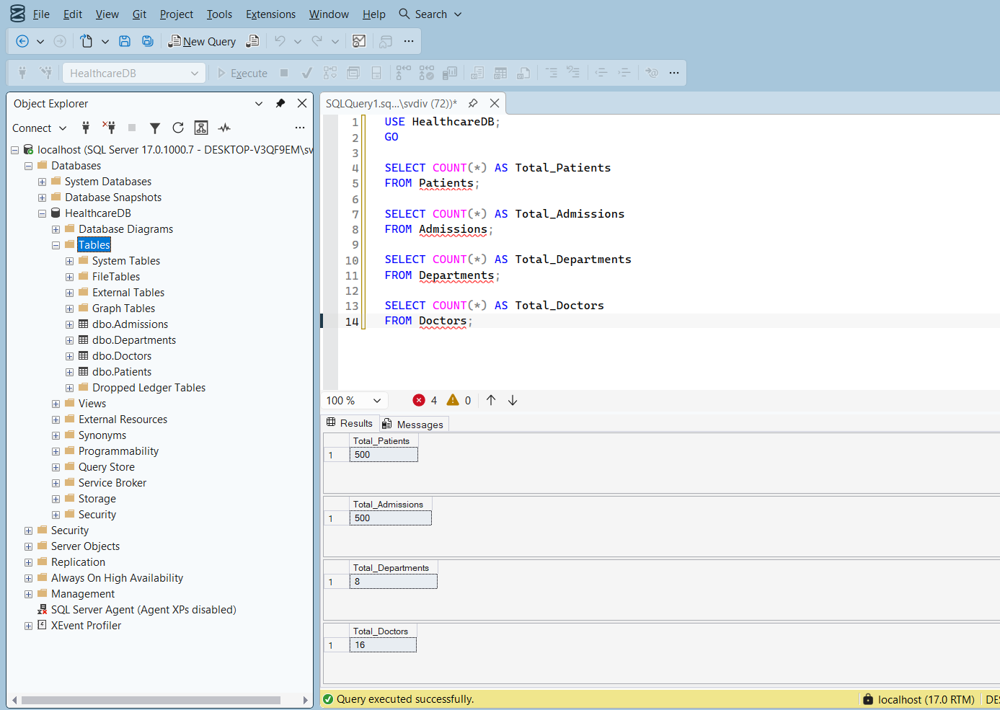 File Edit View Git Project Tools Extensions Window Help Search
New Query
HealthcareDB Execute
Object Explorer
Connect
localhost (SQL Server 17.0.1000.7 - DESKTOP-V3QF9EM\sv
Databases
System Databases
Database Snapshots
HealthcareDB
Database Diagrams
Tables
System Tables
FileTables
External Tables
Graph Tables
dbo.Admissions
dbo.Departments
dbo.Doctors
dbo.Patients
Dropped Ledger Tables
Views
External Resources
Synonyms
Programmability
Query Store
Service Broker
Storage
Security
Security
Server Objects
Replication
Always On High Availability
Management
SQL Server Agent (Agent XPs disabled)
XEvent Profiler
SQLQuery1.sq...\svdiv (72))*
1 USE HealthcareDB;
2 GO
3
4 SELECT COUNT(*) AS Total_Patients
5 FROM Patients;
6
7 SELECT COUNT(*) AS Total_Admissions
8 FROM Admissions;
9
10 SELECT COUNT(*) AS Total_Departments
11 FROM Departments;
12
13 SELECT COUNT(*) AS Total_Doctors
14 FROM Doctors;
100 % 4 0
Results Messages
Total_Patients
1 500
Total_Admissions
1 500
Total_Departments
1 8
Total_Doctors
1 16
Query executed successfully. localhost (17.0 RTM) DES